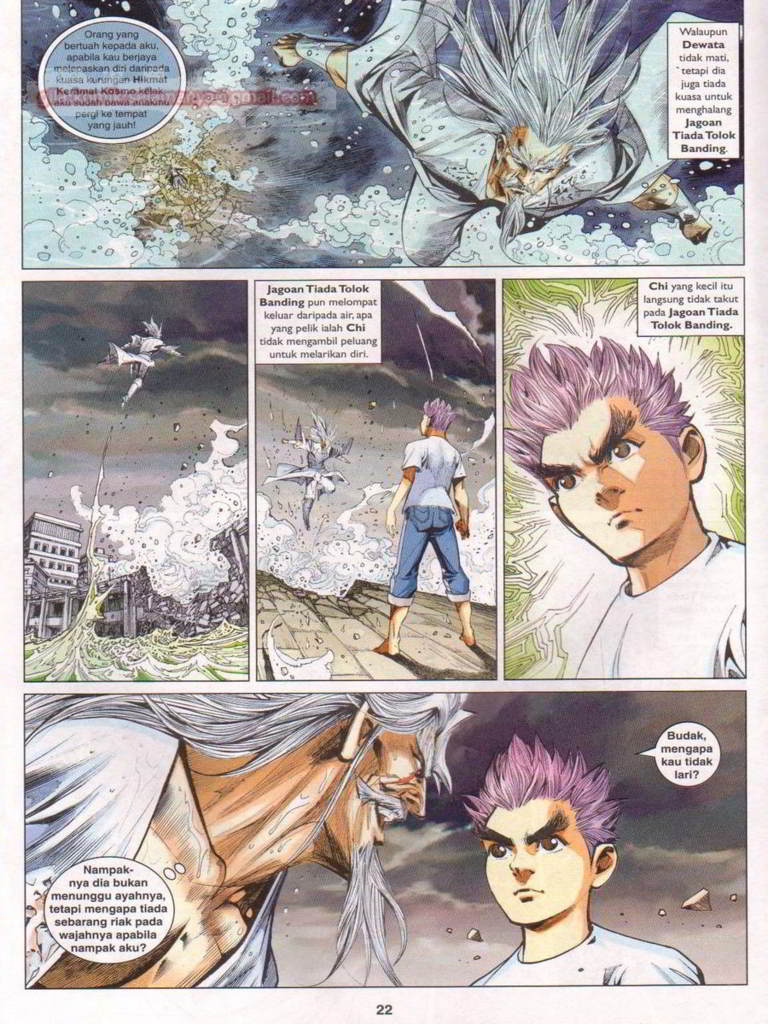 Orang yang
bertuah kepada aku,
apabila kau berjaya
melepaskan diri daripada
kuasa kurungan Hikmat
Keramat Kosmo kelak,
aku sudah bawa anakmu
pergi ke tempat
yang jauh!
Walaupun
Dewata
tidak mati,
tetapi dia
juga tiada
kuasa untuk
menghalang
Jagoan
Tiada Tolok
Banding.
Jagoan Tiada Tolok
Banding pun melompat
keluar daripada air, apa
yang pelik ialah Chi
tidak mengambil peluang
untuk melarikan diri.
Chi yang kecil itu
langsung tidak takut
pada Jagoan Tiada
Tolok Banding.
Budak,
mengapa
kau tidak
lari?
Nampak-
nya dia bukan
menunggu ayahnya,
tetapi mengapa tiada
sebarang riak pada
wajahnya apabila
nampak aku?
22